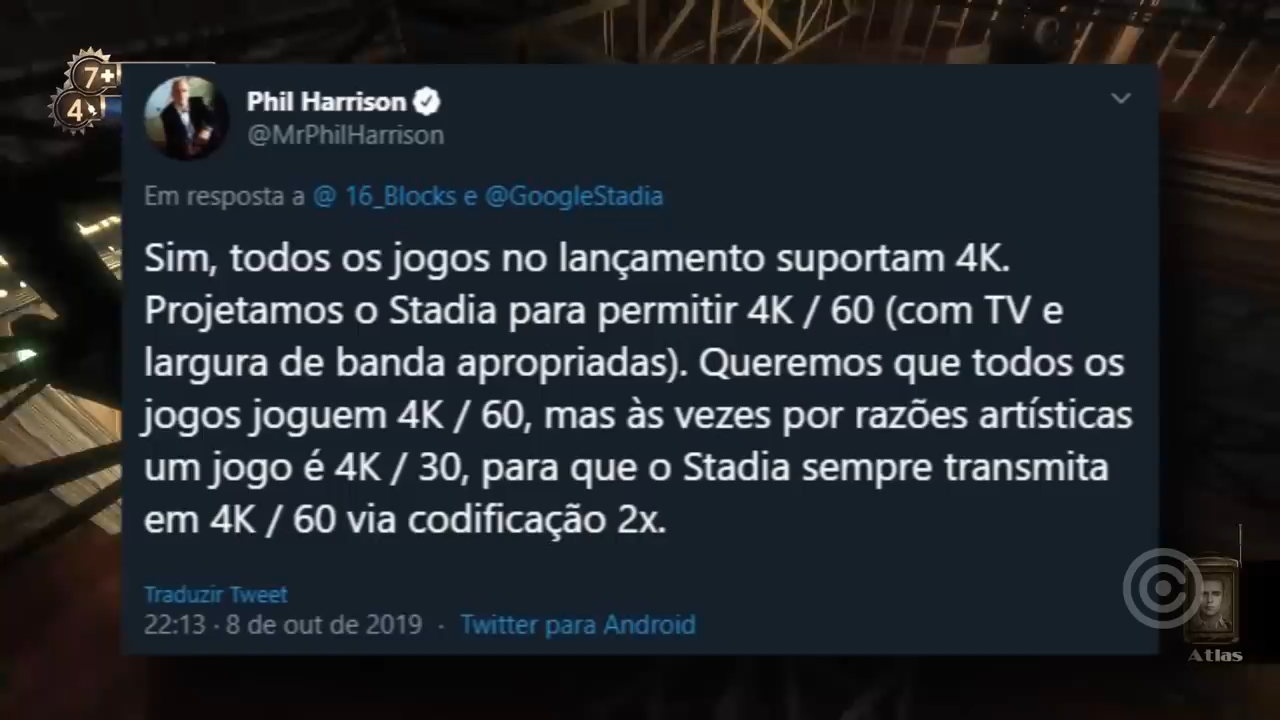 7+
4
Phil Harrison
@MrPhilHarrison
Em resposta a @ 16_Blocks e @GoogleStadia
Sim, todos os jogos no lançamento suportam 4K.
Projetamos o Stadia para permitir 4K / 60 (com TV e
largura de banda apropriadas). Queremos que todos os
jogos joguem 4K / 60, mas às vezes por razões artísticas
um jogo é 4K / 30, para que o Stadia sempre transmita
em 4K / 60 via codificação 2x.
Traduzir Tweet
22:13 · 8 de out de 2019 · Twitter para Android
Atlas